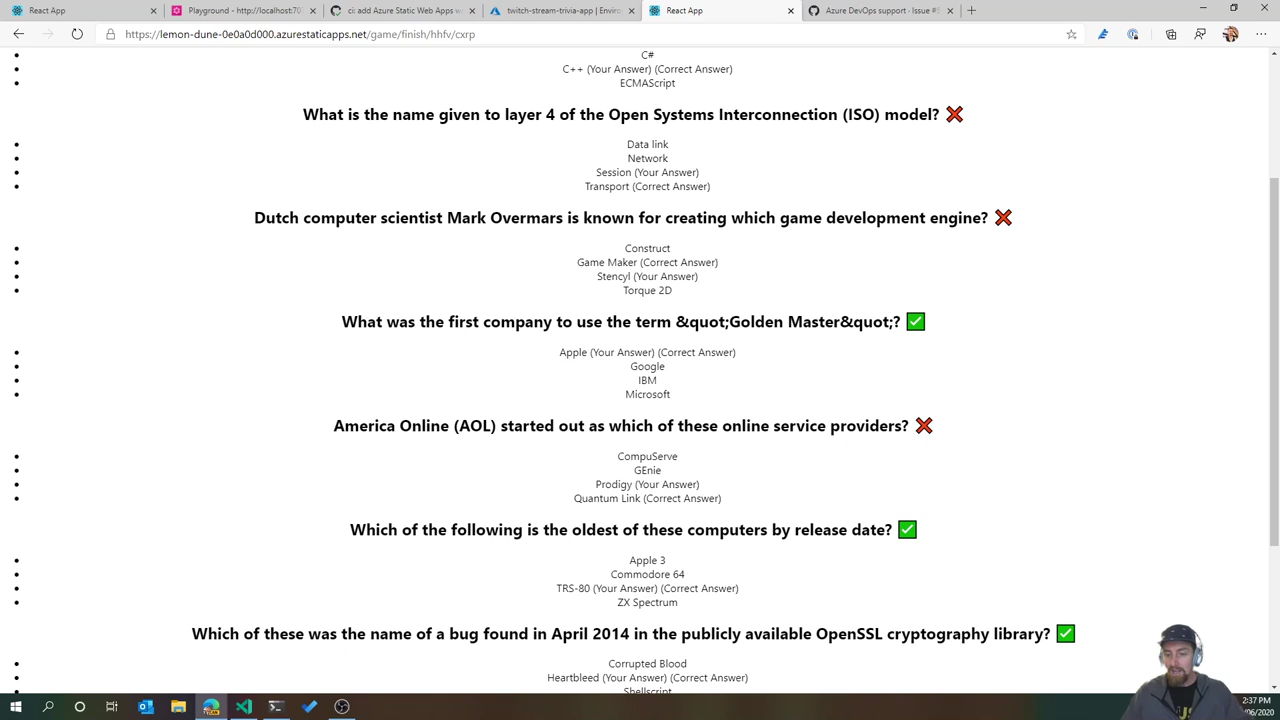 React App
Playground - http://localhost:70
ci: add Azure Static Web Apps w
twitch-stream-trivia-app | Enviro
React App
Azure DevOps support · Issue #5
https://lemon-dune-0e0a0d000.azurestaticapps.net/game/finish/hhfv/cxrp
C#
C++ (Your Answer) (Correct Answer)
ECMAScript
What is the name given to layer 4 of the Open Systems Interconnection (ISO) model? ❌
Data link
Network
Session (Your Answer)
Transport (Correct Answer)
Dutch computer scientist Mark Overmars is known for creating which game development engine? ❌
Construct
Game Maker (Correct Answer)
Stencyl (Your Answer)
Torque 2D
What was the first company to use the term &quot;Golden Master&quot;? ✅
Apple (Your Answer) (Correct Answer)
Google
IBM
Microsoft
America Online (AOL) started out as which of these online service providers? ❌
CompuServe
GEnie
Prodigy (Your Answer)
Quantum Link (Correct Answer)
Which of the following is the oldest of these computers by release date? ✅
Apple 3
Commodore 64
TRS-80 (Your Answer) (Correct Answer)
ZX Spectrum
Which of these was the name of a bug found in April 2014 in the publicly available OpenSSL cryptography library? ✅
Corrupted Blood
Heartbleed (Your Answer) (Correct Answer)
Shellscript
2:37 PM
/06/2020